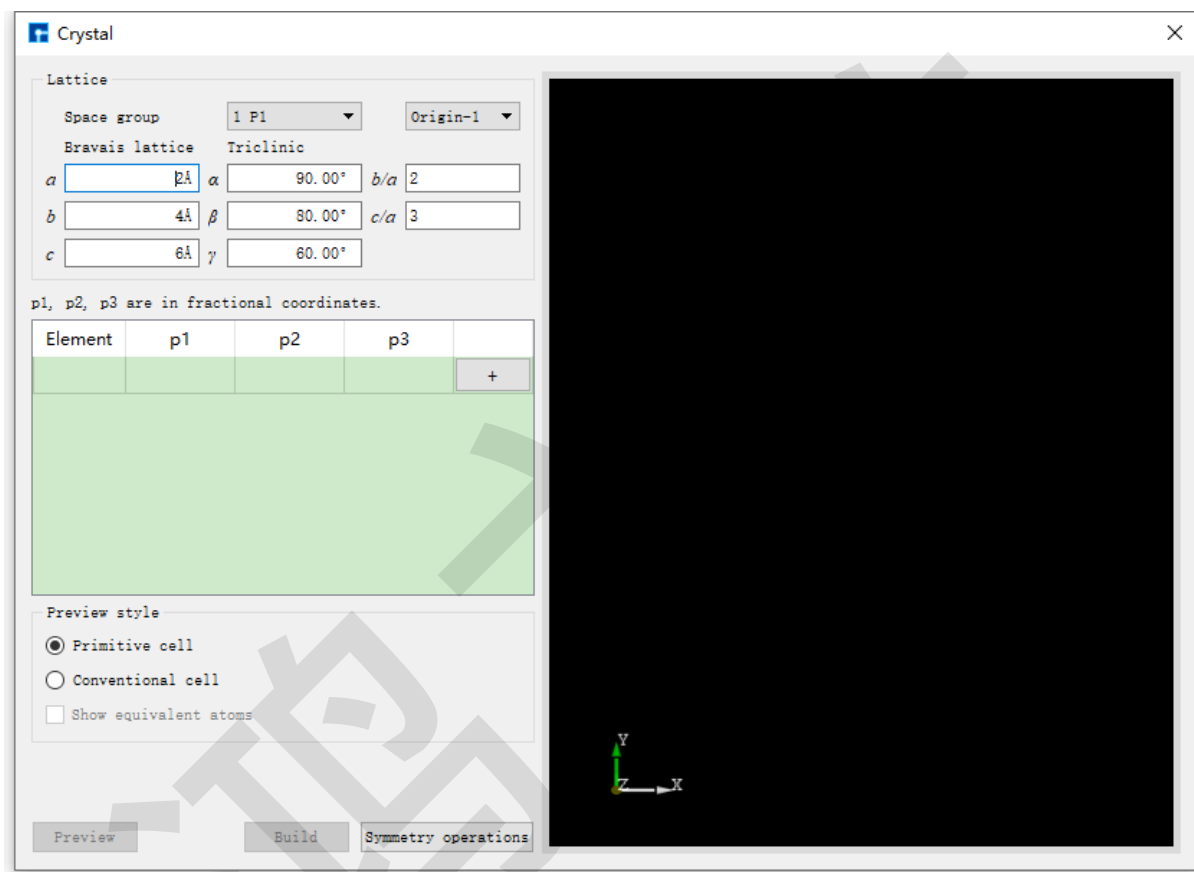 Crystal
Lattice
Space group 1 P1 Origin-1
Bravais lattice Triclinic
a 2Å α 90.00° b/a 2
b 4Å β 80.00° c/a 3
c 6Å γ 60.00°
p1, p2, p3 are in fractional coordinates.
Element p1 p2 p3
+
Preview style
Primitive cell
Conventional cell
Show equivalent atoms
Y
Z X
Preview Build Symmetry operations